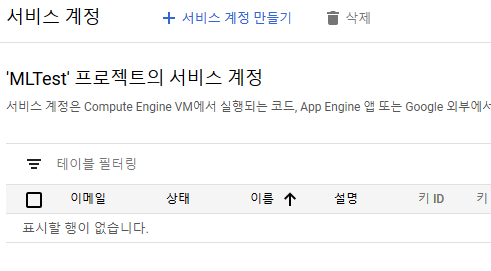 서비스 계정 서비스 계정 만들기 삭제
'MLTest' 프로젝트의 서비스 계정
서비스 계정은 Compute Engine VM에서 실행되는 코드, App Engine 앱 또는 Google 외부에서
테이블 필터링
이메일 상태 이름 설명 키 ID 키
표시할 행이 없습니다.